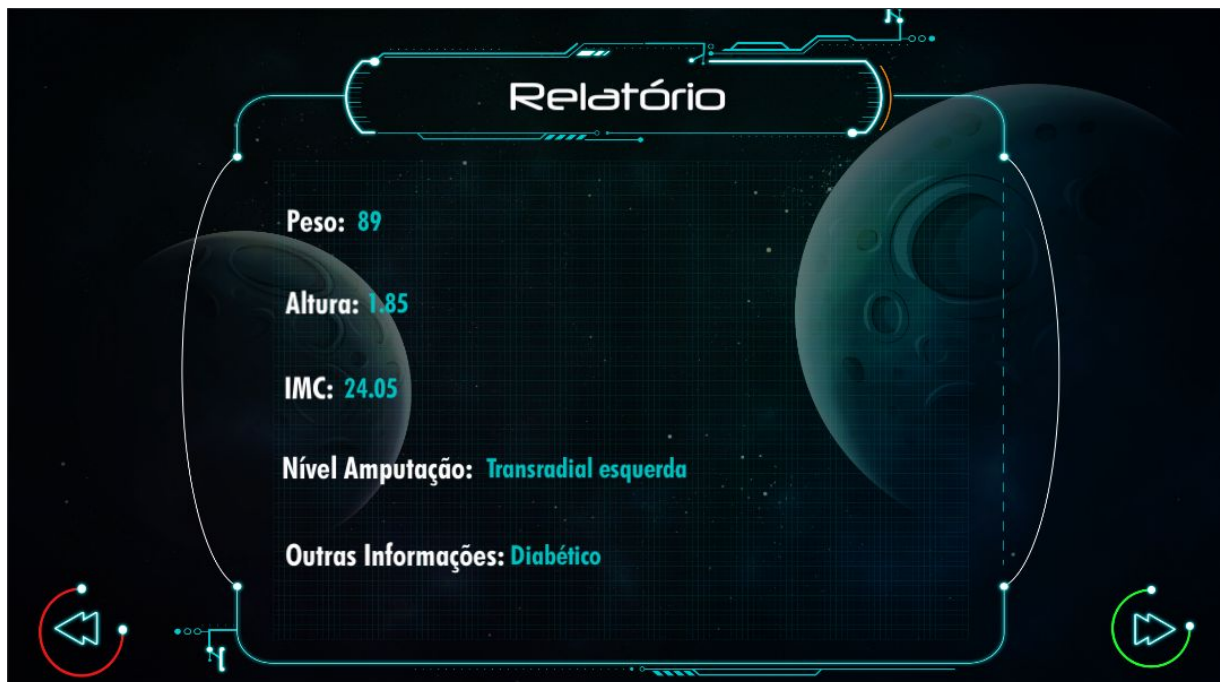 Relatório
Peso: 89
Altura: 1.85
IMC: 24.05
Nível Amputação: Transradial esquerda
Outras Informações: Diabético